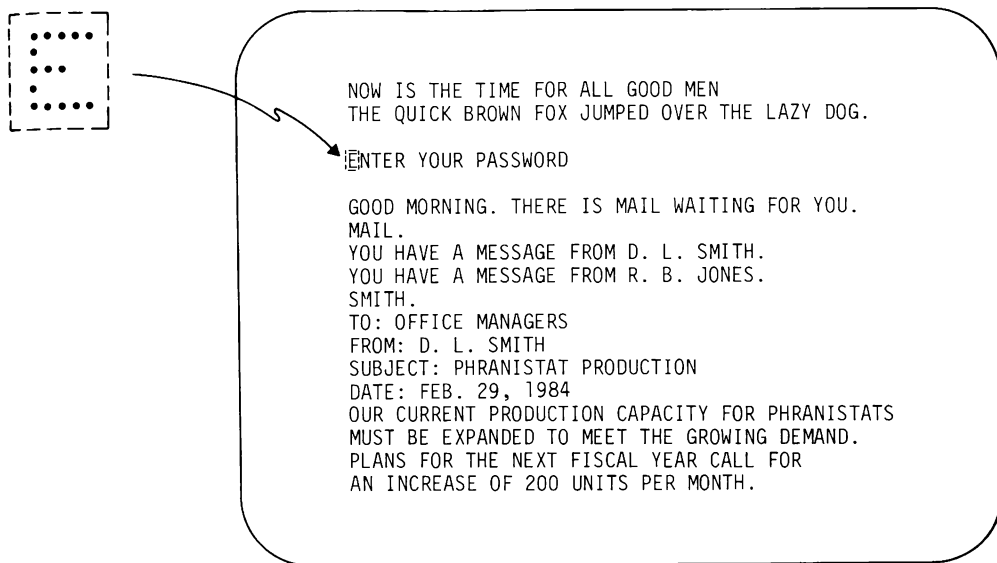 E
NOW IS THE TIME FOR ALL GOOD MEN
THE QUICK BROWN FOX JUMPED OVER THE LAZY DOG.
ENTER YOUR PASSWORD
GOOD MORNING. THERE IS MAIL WAITING FOR YOU.
MAIL.
YOU HAVE A MESSAGE FROM D. L. SMITH.
YOU HAVE A MESSAGE FROM R. B. JONES.
SMITH.
TO: OFFICE MANAGERS
FROM: D. L. SMITH
SUBJECT: PHRANISTAT PRODUCTION
DATE: FEB. 29, 1984
OUR CURRENT PRODUCTION CAPACITY FOR PHRANISTATS
MUST BE EXPANDED TO MEET THE GROWING DEMAND.
PLANS FOR THE NEXT FISCAL YEAR CALL FOR
AN INCREASE OF 200 UNITS PER MONTH.